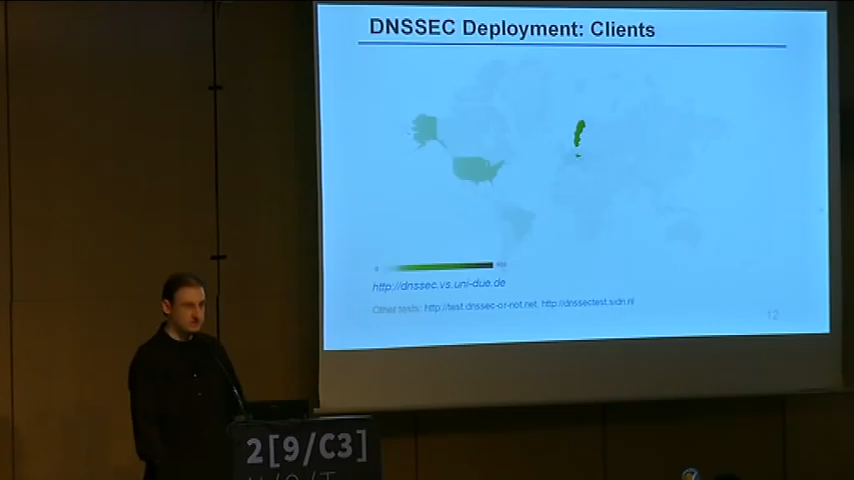 DNSSEC Deployment: Clients
http://dnssec.vs.uni-due.de
Other tests: http://test.dnssec-or-not.net, http://dnssectest.sidn.nl
12
2[9/C3]